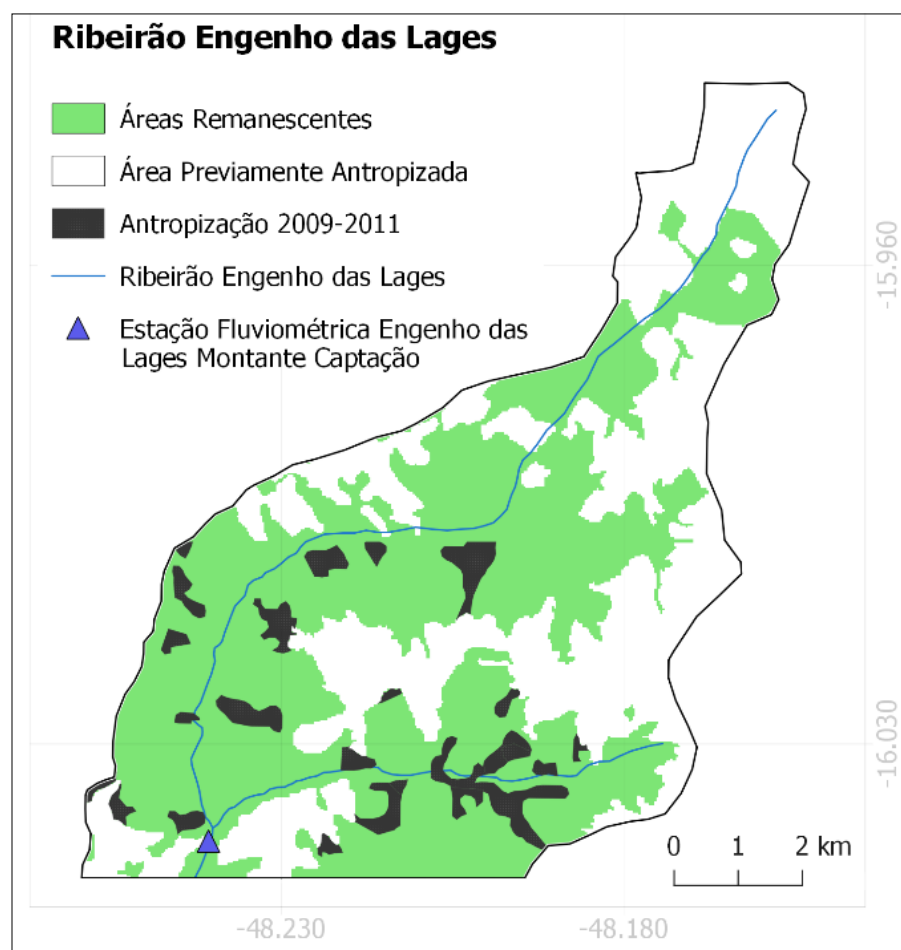 Ribeirão Engenho das Lages
Áreas Remanescentes
Área Previamente Antropizada
Antropização 2009-2011
Ribeirão Engenho das Lages
Estação Fluviométrica Engenho das
Lages Montante Captação
-15.960
-16.030
0 1 2 km
-48.230 -48.180